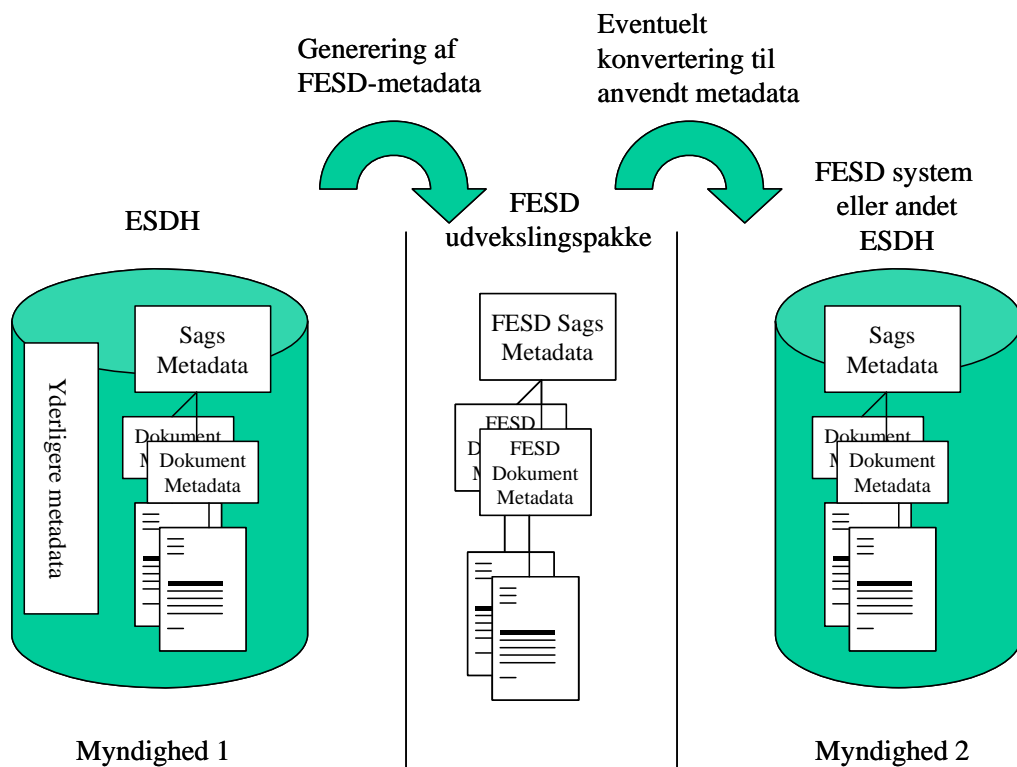 Generering af
FESD-metadata
Eventuelt
konvertering til
anvendt metadata
ESDH
FESD
udvekslingspakke
FESD system
eller andet
ESDH
Yderligere metadata
Sags
Metadata
Dokument
M
Dokument
Metadata
FESD Sags
Metadata
FESD
D
M
FESD
Dokument
Metadata
Sags
Metadata
Dokument
M
Dokument
Metadata
Myndighed 1
Myndighed 2